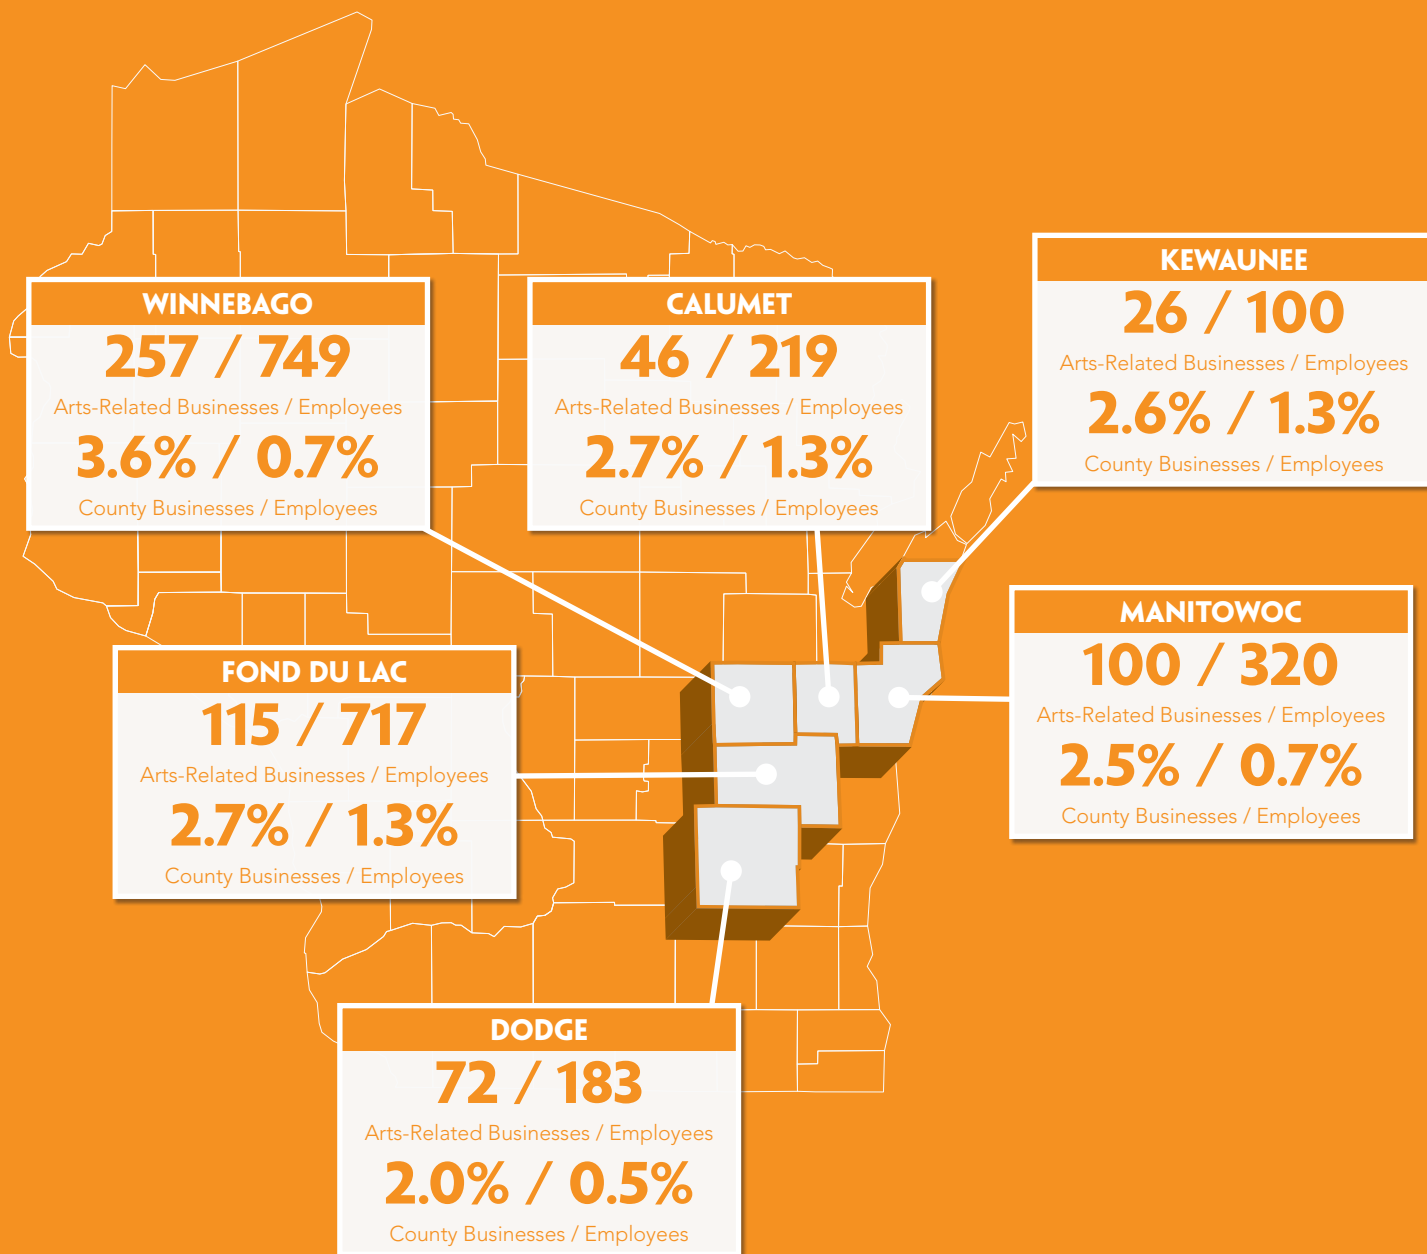 WINNEBAGO
257 / 749
Arts-Related Businesses / Employees
3.6% / 0.7%
County Businesses / Employees
CALUMET
46 / 219
Arts-Related Businesses / Employees
2.7% / 1.3%
County Businesses / Employees
KEWAUNEE
26 / 100
Arts-Related Businesses / Employees
2.6% / 1.3%
County Businesses / Employees
FOND DU LAC
115 / 717
Arts-Related Businesses / Employees
2.7% / 1.3%
County Businesses / Employees
MANITOWOC
100 / 320
Arts-Related Businesses / Employees
2.5% / 0.7%
County Businesses / Employees
DODGE
72 / 183
Arts-Related Businesses / Employees
2.0% / 0.5%
County Businesses / Employees